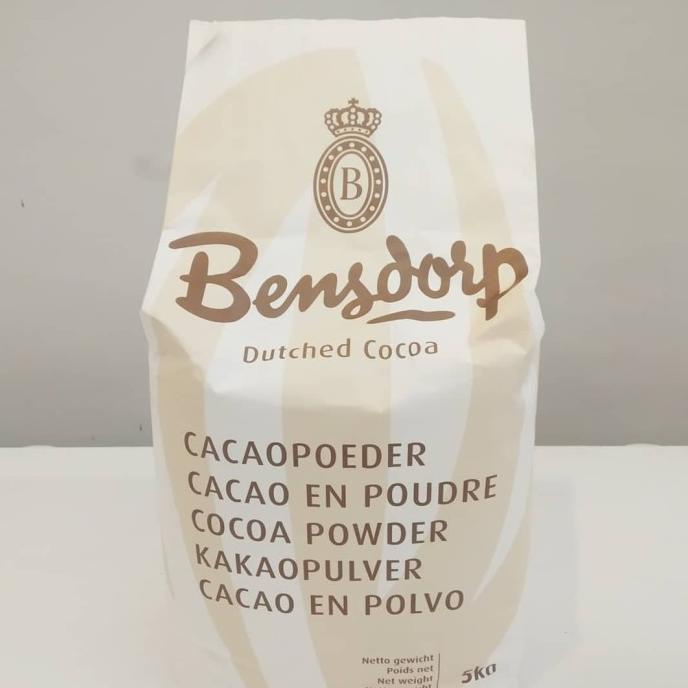 B
Bensdorp
Dutched Cocoa
CACAOPOEDER
CACAO EN POUDRE
COCOA POWDER
KAKAOPULVER
CACAO EN POLVO
Netto gewicht
Poids net
Net weight
5kg